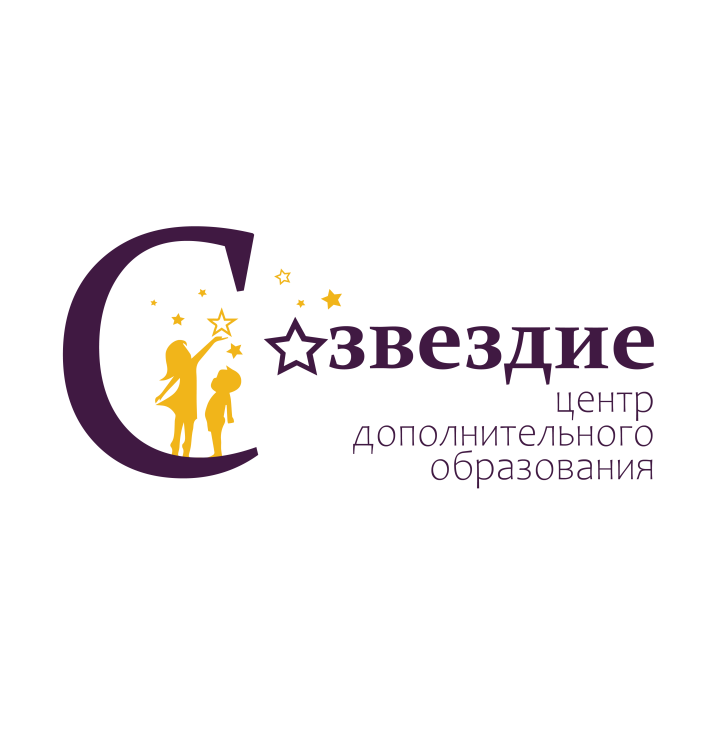 Созвездие
центр
дополнительного
образования